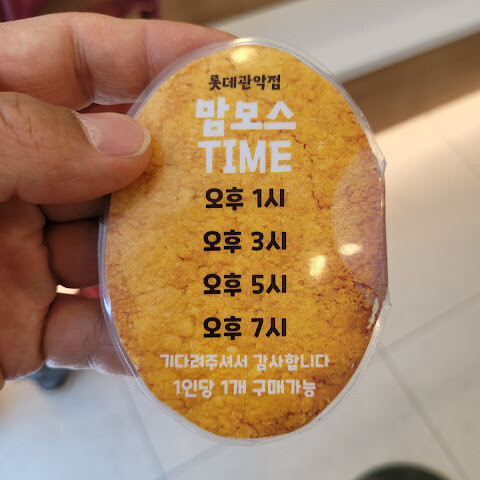 롯데관악점
맘모스
TIME
오후 1시
오후 3시
오후 5시
오후 7시
기다려주셔서 감사합니다
1인당 1개 구매가능